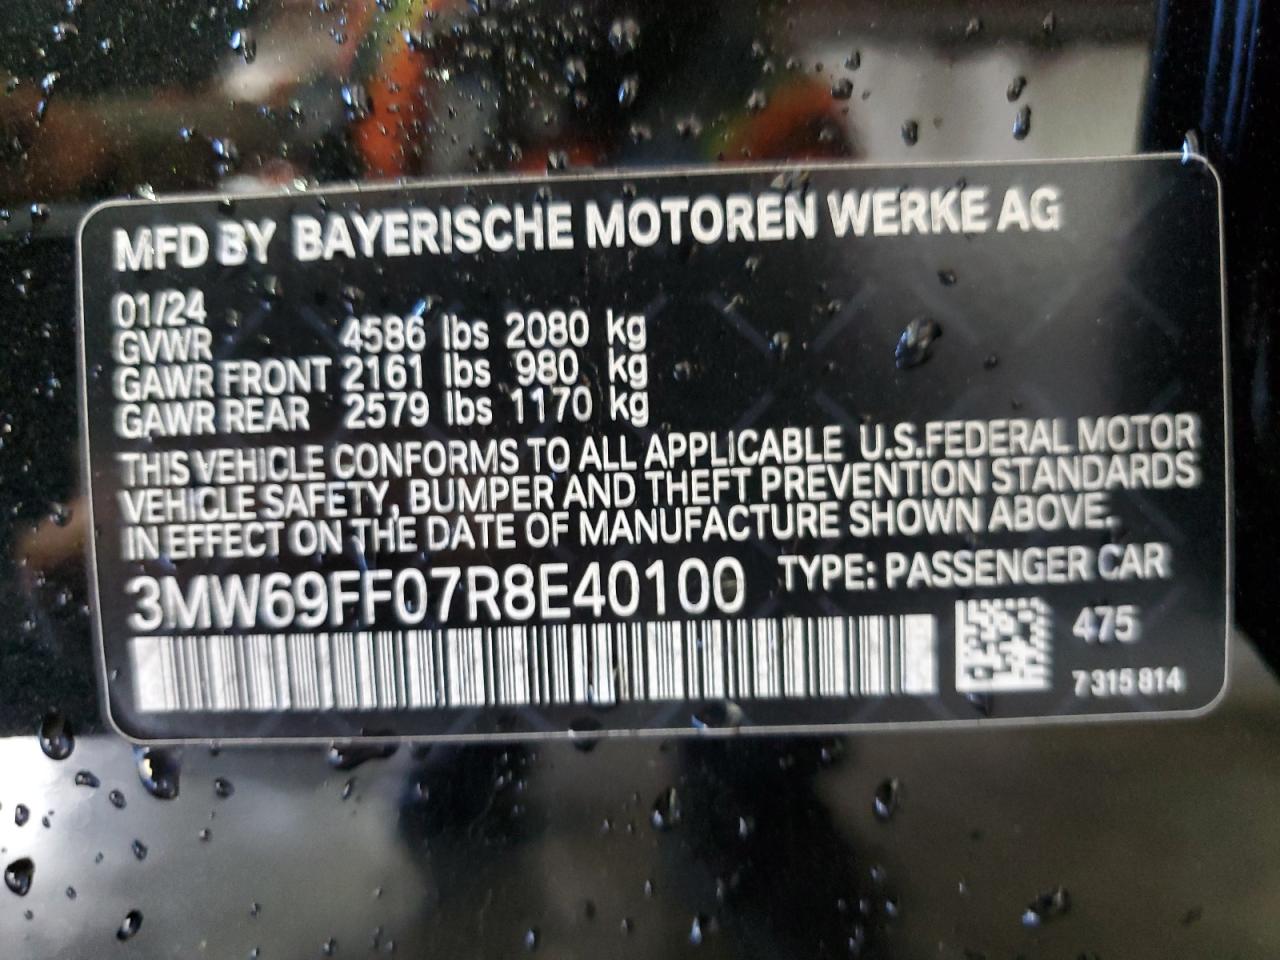 MFD BY BAYERISCHE MOTOREN WERKE AG
01/24
GVWR 4586 lbs 2080 kg
GAWR FRONT 2161 lbs 980 kg
GAWR REAR 2579 lbs 1170 kg
THIS VEHICLE CONFORMS TO ALL APPLICABLE U.S.FEDERAL MOTOR
VEHICLE SAFETY, BUMPER AND THEFT PREVENTION STANDARDS
IN EFFECT ON THE DATE OF MANUFACTURE SHOWN ABOVE.
3MW69FF07R8E40100 TYPE: PASSENGER CAR
475
7 315 814